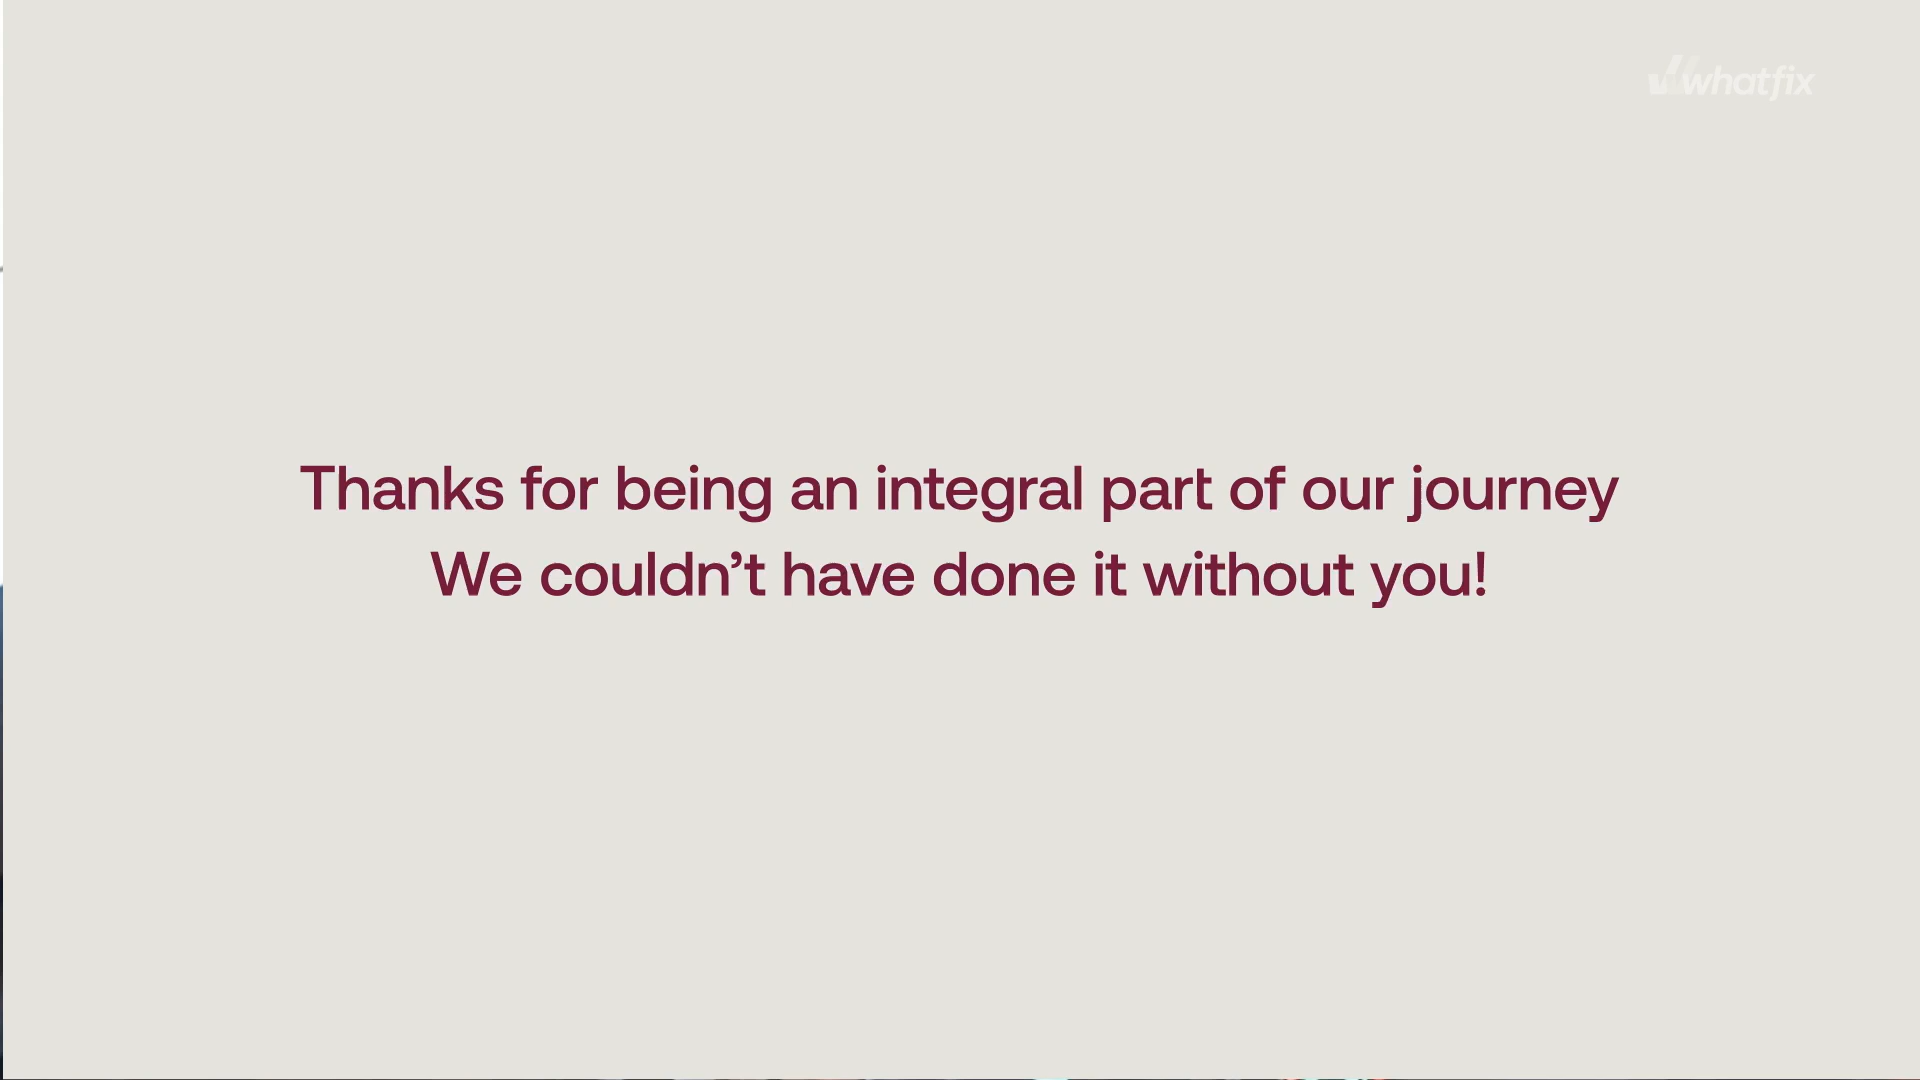 whatfix
Thanks for being an integral part of our journey
We couldn’t have done it without you!